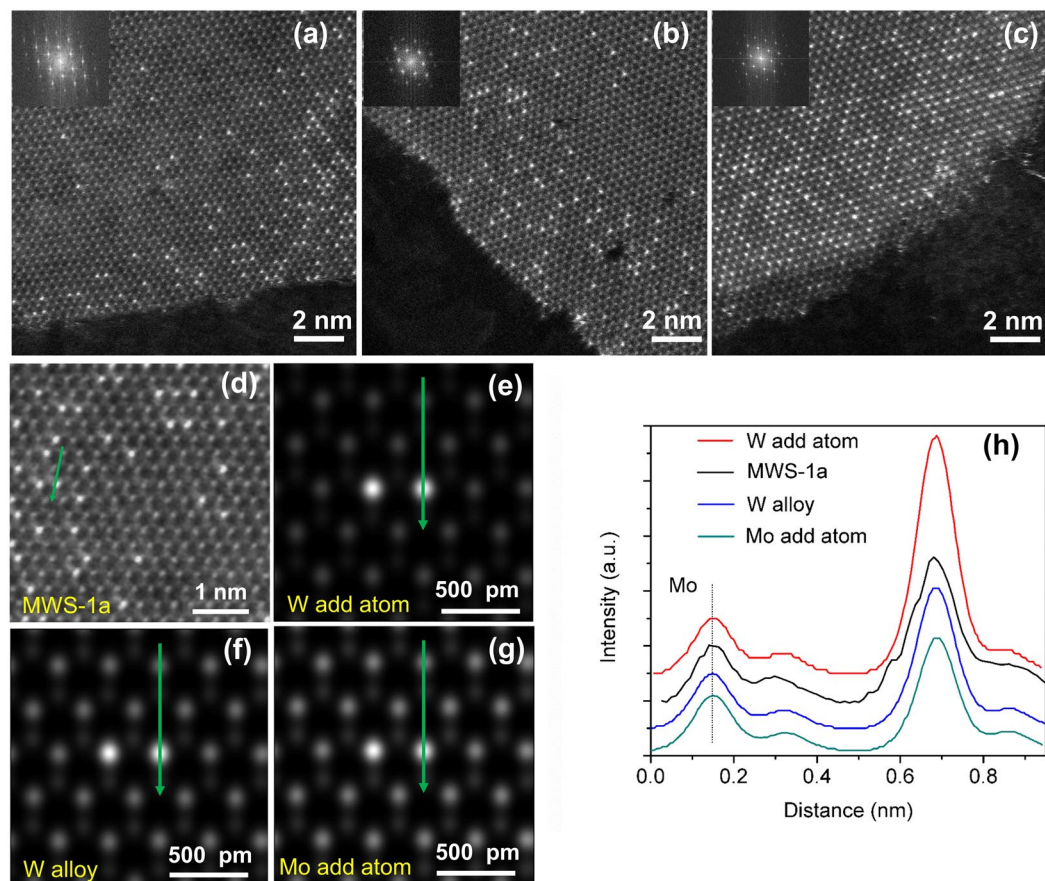 (a)
2 nm
(b)
2 nm
(c)
2 nm
(d)
1 nm
MWS-1a
(e)
500 pm
W add atom
(f)
500 pm
W alloy
(g)
500 pm
Mo add atom
(h)
W add atom
MWS-1a
W alloy
Mo add atom
Mo
Intensity (a.u.)
0.0 0.2 0.4 0.6 0.8
Distance (nm)